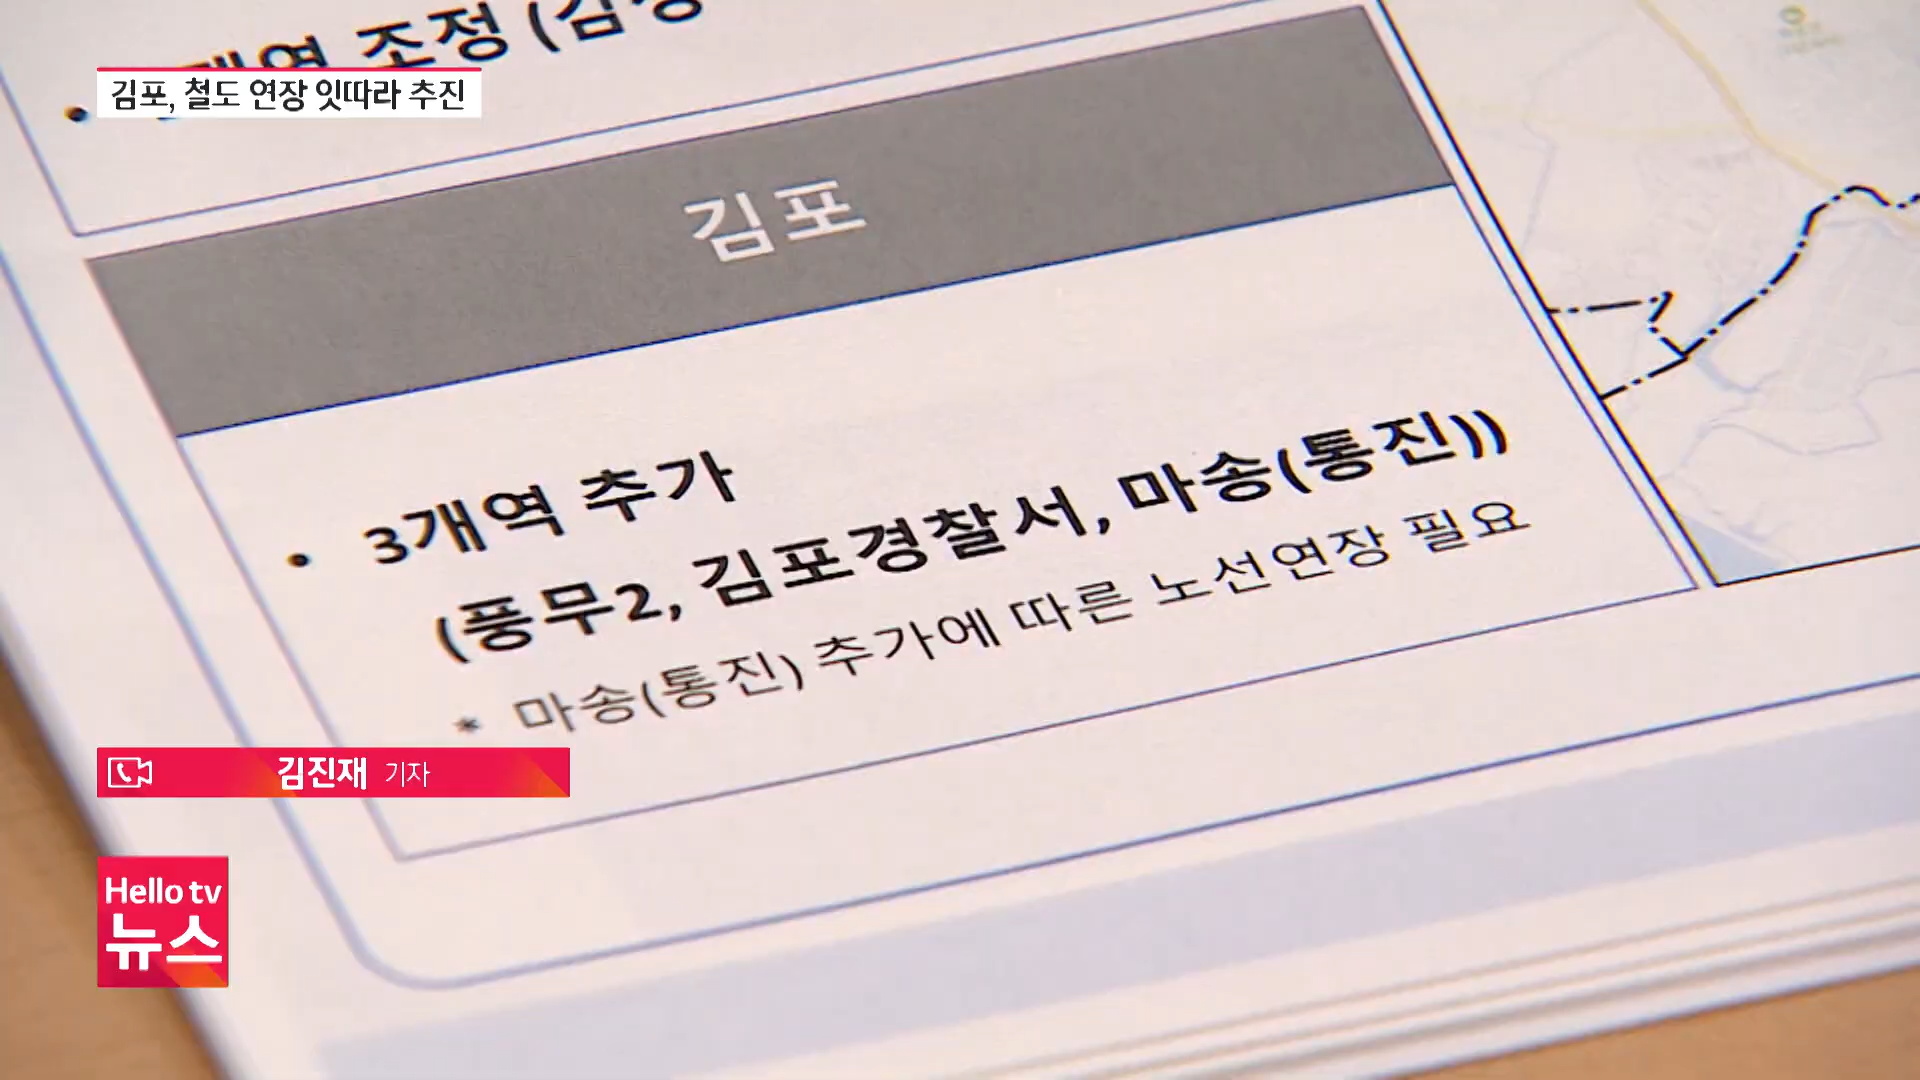 조정
김포, 철도 연장 잇따라 추진
김포
• 3개역 추가
(풍무2, 김포경찰서, 마송(통진))
* 마송(통진) 추가에 따른 노선연장 필요
김진재 기자
Hello tv
뉴스